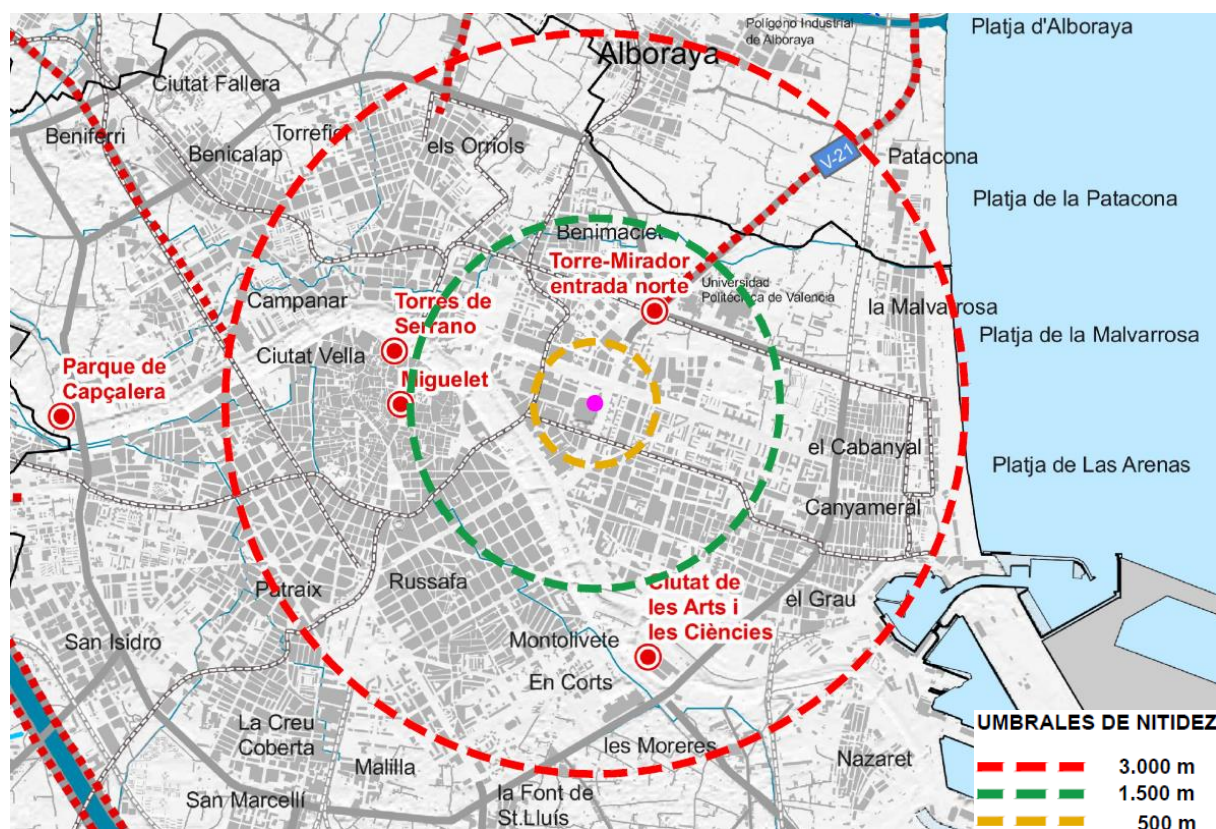 Polígono Industrial
de Alboraya
Platja d'Alboraya
Alboraya
Ciutat Fallera
Beniferri
Torrefiel
Benicalap
els Orriols
V-21
Patacona
Platja de la Patacona
Benimaclet
Torre-Mirador
entrada norte
Universidad
Politécnica de Valencia
Campanar
Torres de
Serrano
la Malvarrosa
Platja de la Malvarrosa
Ciutat Vella
Parque de
Capçalera
Miguelet
el Cabanyal
Platja de Las Arenas
Canyameral
Russafa
Patraix
Ciutat de
les Arts i
les Ciències
el Grau
San Isidro
Montolivete
En Corts
La Creu
Coberta
les Moreres
Malilla
Nazaret
San Marcellí
la Font de
St.Lluís
UMBRALES DE NITIDEZ
3.000 m
1.500 m
500 m